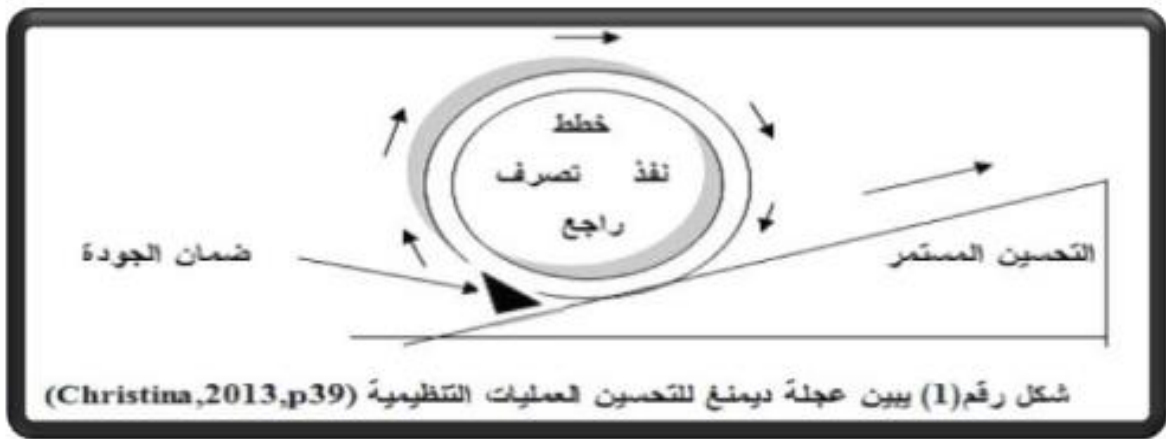 خطط
نفذ تصرف
راجع
ضمان الجودة
التحسين المستمر
شكل رقم(1) يبين عجلة ديمنغ للتحسين العمليات التنظيمية (Christina,2013,p39)